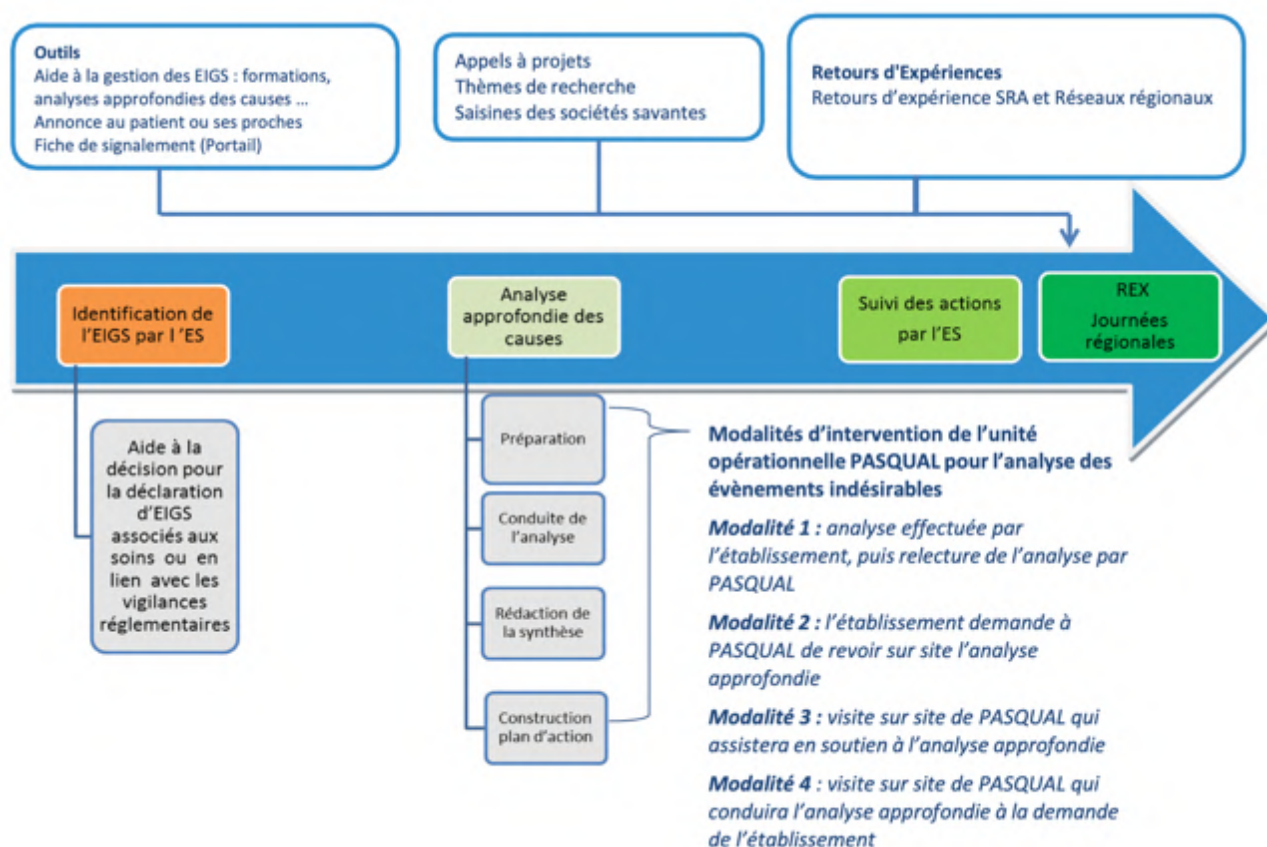 Outils
Aide à la gestion des EIGS : formations,
analyses approfondies des causes ...
Annonce au patient ou ses proches
Fiche de signalement (Portail)
Appels à projets
Thèmes de recherche
Saisines des sociétés savantes
Retours d'Expériences
Retours d'expérience SRA et Réseaux régionaux
Identification de
l'EIGS par l 'ES
Analyse
approfondie des
causes
Suivi des actions
par l'ES
REX
Journées
régionales
Aide à la
décision pour
la déclaration
d'EIGS
associés aux
soins ou en
lien avec les
vigilances
réglementaires
Préparation
Conduite de
l'analyse
Rédaction de
la synthèse
Construction
plan d'action
Modalités d'intervention de l'unité
opérationnelle PASQUAL pour l'analyse des
évènements indésirables
Modalité 1 : analyse effectuée par
l'établissement, puis relecture de l'analyse par
PASQUAL
Modalité 2 : l'établissement demande à
PASQUAL de revoir sur site l'analyse
approfondie
Modalité 3 : visite sur site de PASQUAL qui
assistera en soutien à l'analyse approfondie
Modalité 4 : visite sur site de PASQUAL qui
conduira l'analyse approfondie à la demande
de l'établissement